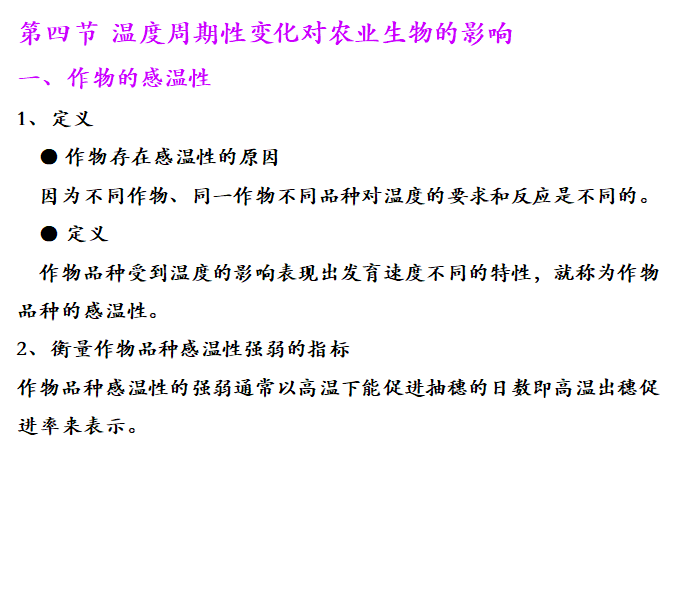 第四节 温度周期性变化对农业生物的影响
一、作物的感温性
1、定义
● 作物存在感温性的原因
因为不同作物、同一作物不同品种对温度的要求和反应是不同的。
● 定义
作物品种受到温度的影响表现出发育速度不同的特性，就称为作物
品种的感温性。
2、衡量作物品种感温性强弱的指标
作物品种感温性的强弱通常以高温下能促进抽穗的日数即高温出穗促
进率来表示。